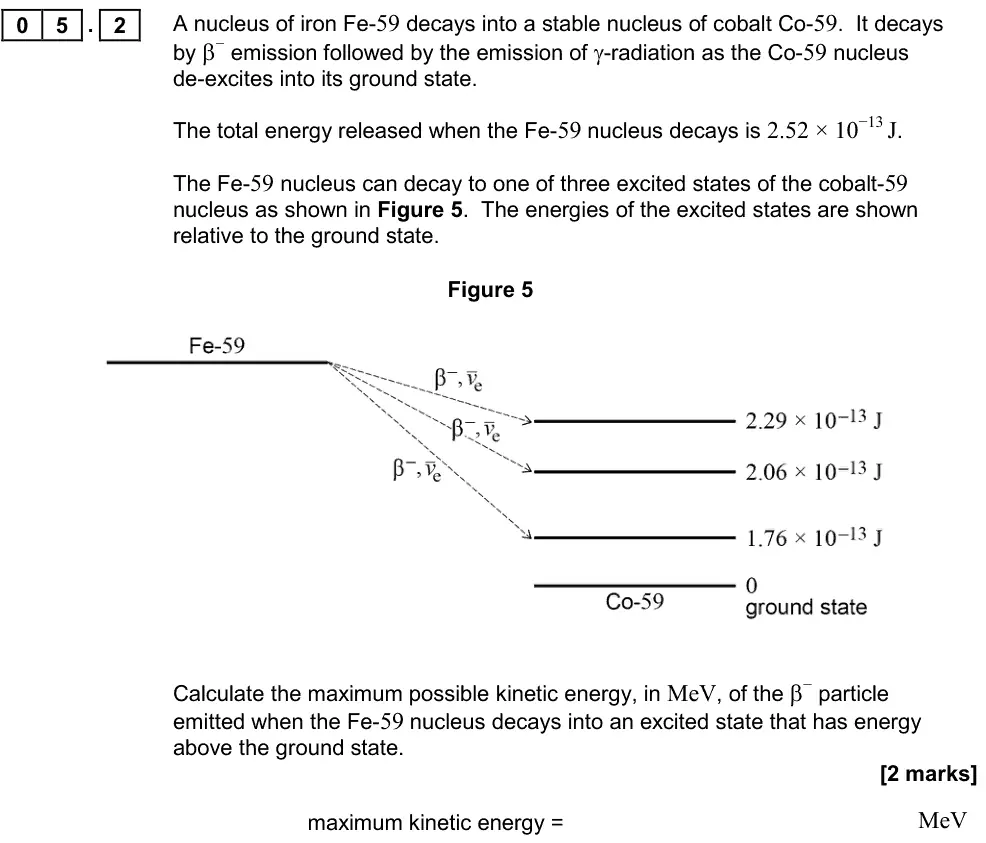 0 5 . 2 A nucleus of iron Fe-59 decays into a stable nucleus of cobalt Co-59. It decays
by β⁻ emission followed by the emission of γ-radiation as the Co-59 nucleus
de-excites into its ground state.
The total energy released when the Fe-59 nucleus decays is 2.52 × 10⁻¹³ J.
The Fe-59 nucleus can decay to one of three excited states of the cobalt-59
nucleus as shown in Figure 5. The energies of the excited states are shown
relative to the ground state.
Figure 5
Fe-59
β⁻, ν̅ₑ
2.29 × 10⁻¹³ J
β⁻, ν̅ₑ
β⁻, ν̅ₑ
2.06 × 10⁻¹³ J
1.76 × 10⁻¹³ J
0
Co-59
ground state
Calculate the maximum possible kinetic energy, in MeV, of the β⁻ particle
emitted when the Fe-59 nucleus decays into an excited state that has energy
above the ground state.
[2 marks]
maximum kinetic energy = MeV